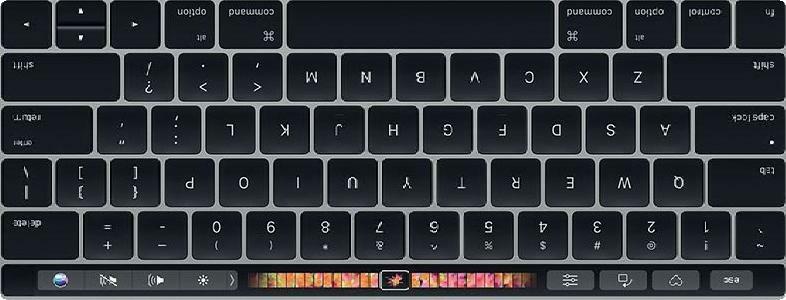 esc
~ ! @ # $ % ^ & * ( ) _ +
` 1 2 3 4 5 6 7 8 9 0 - = delete
tab Q W E R T Y U I O P { } |
[ ] \
A S D F G H J K L : " enter
caps lock ; ' return
Z X C V B N M < > ?
shift , . / shift
alt ⌘ ⌘ alt
fn control option command command option